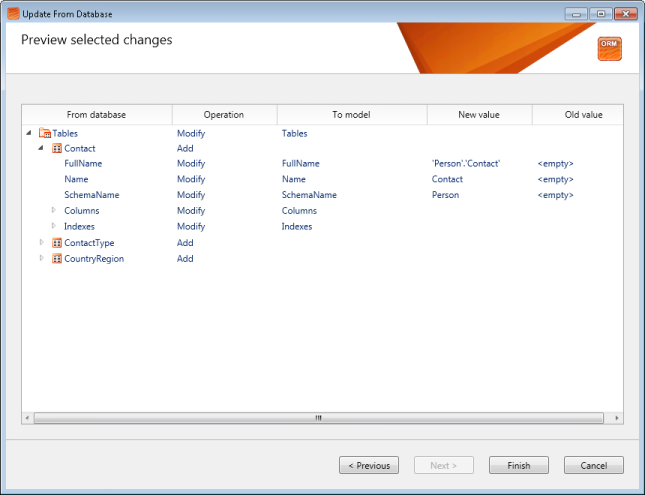 Update From Database
Preview selected changes
ORM
From database Operation To model New value Old value
Tables Modify Tables
Contact Add
FullName Modify FullName 'Person'.'Contact' <empty>
Name Modify Name Contact <empty>
SchemaName Modify SchemaName Person <empty>
Columns Modify Columns
Indexes Modify Indexes
ContactType Add
CountryRegion Add
< Previous Next > Finish Cancel